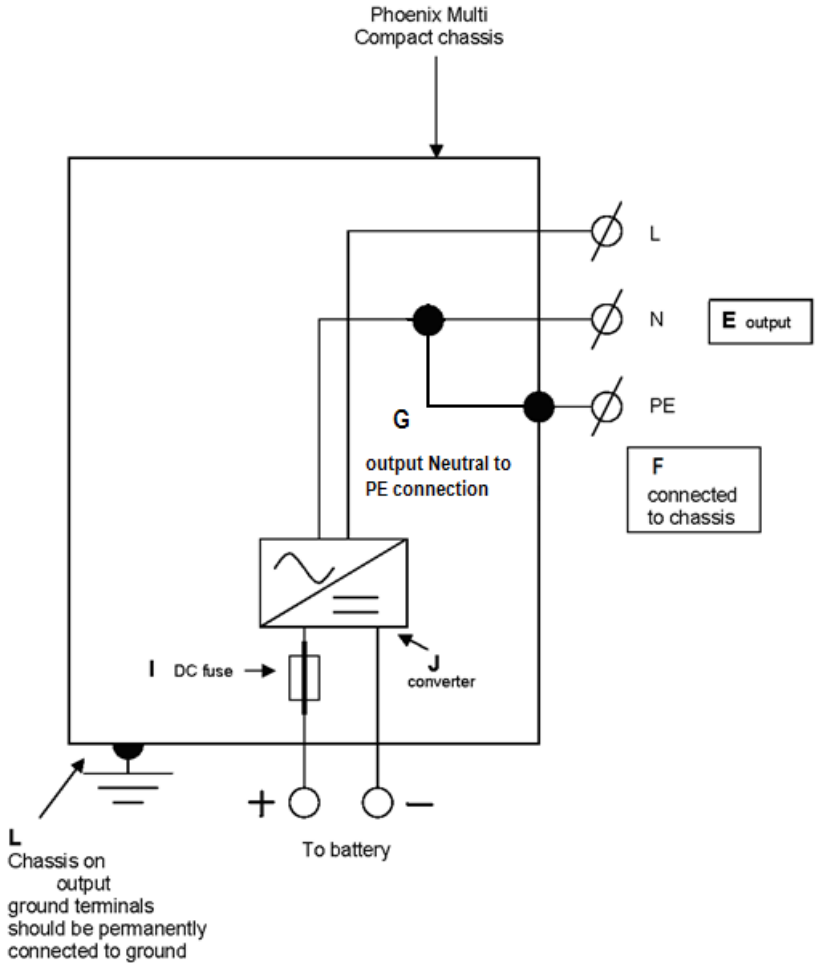 Phoenix Multi
Compact chassis
L
N
E output
PE
G
output Neutral to
PE connection
F
connected
to chassis
I DC fuse
J
converter
+
−
To battery
L
Chassis on
output
ground terminals
should be permanently
connected to ground